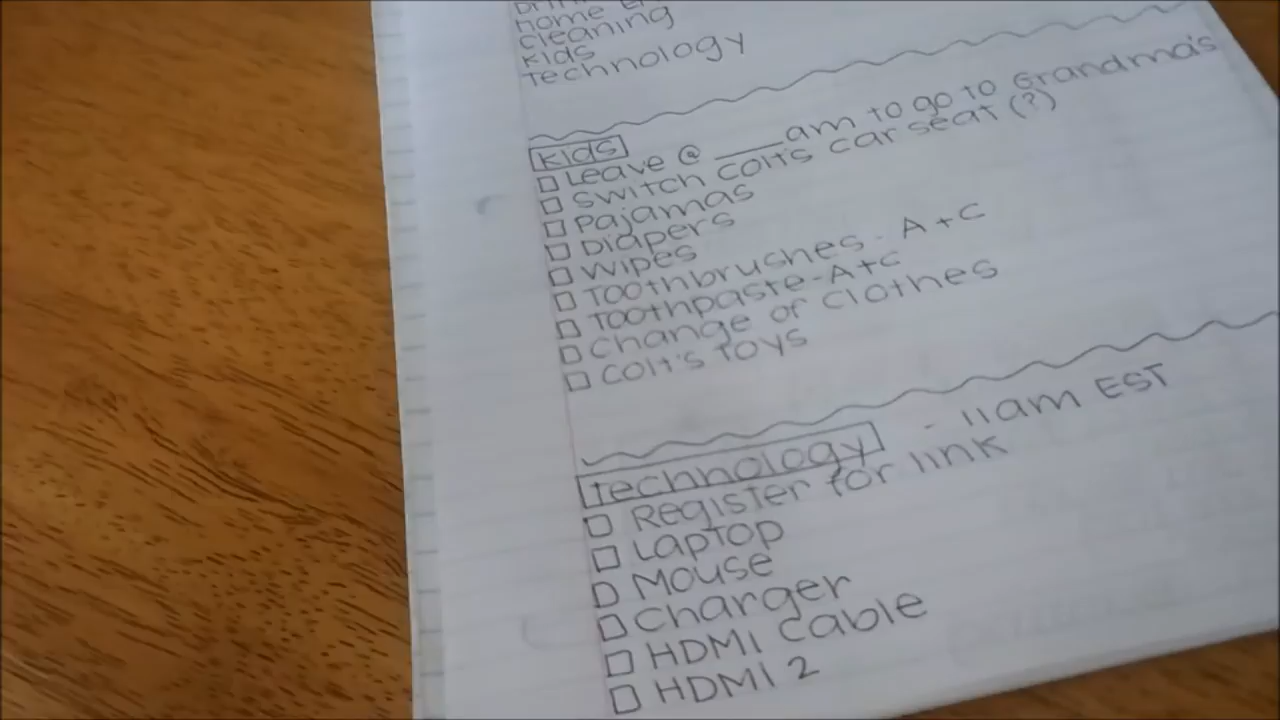 home
cleaning
kids
technology
kids
Leave @ ___ am to go to Grandma's
Switch Colt's car seat (?)
Pajamas
Diapers
Wipes
Toothbrushes - A + C
Toothpaste - A+C
Change of clothes
Colt's toys
technology - 11am EST
Register for link
Laptop
Mouse
Charger
HDMI cable
HDMI 2